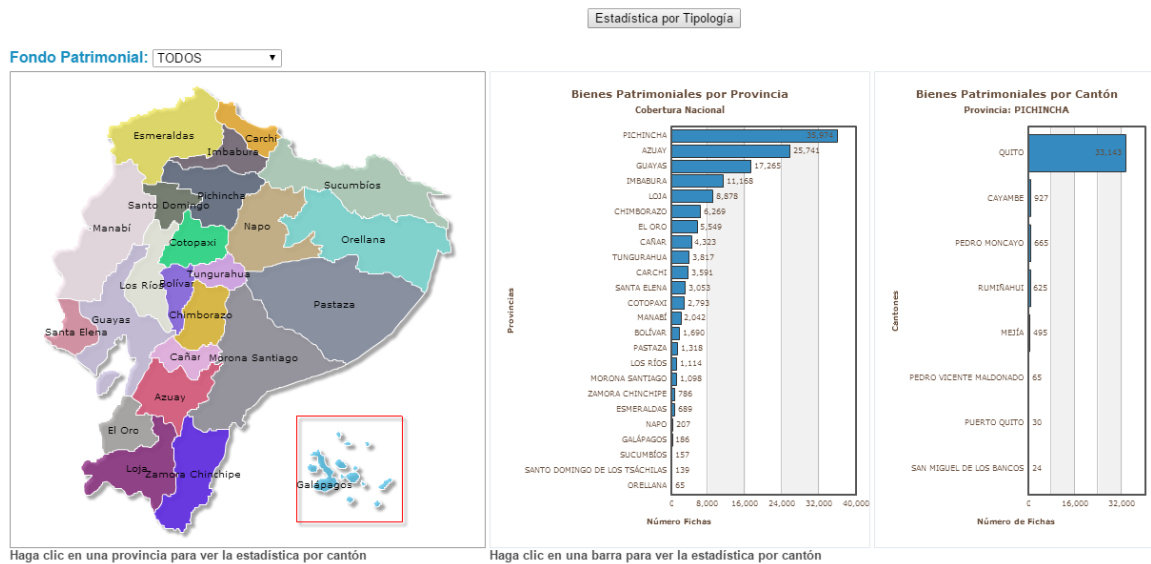 Estadística por Tipología
Fondo Patrimonial: TODOS
Esmeraldas
Carchi
Imbabura
Sucumbíos
Pichincha
Santo Domingo
Manabí
Napo
Orellana
Cotopaxi
Tungurahua
Los Ríos
Bolívar
Pastaza
Guayas
Chimborazo
Santa Elena
Cañar
Morona Santiago
Azuay
El Oro
Loja
Zamora Chinchipe
Galápagos
Haga clic en una provincia para ver la estadística por cantón
Bienes Patrimoniales por Provincia
Cobertura Nacional
Provincias
PICHINCHA 35,974
AZUAY 25,741
GUAYAS 17,265
IMBABURA 11,168
LOJA 8,878
CHIMBORAZO 6,269
EL ORO 5,549
CAÑAR 4,323
TUNGURAHUA 3,817
CARCHI 3,591
SANTA ELENA 3,053
COTOPAXI 2,793
MANABÍ 2,042
BOLÍVAR 1,690
PASTAZA 1,318
LOS RÍOS 1,114
MORONA SANTIAGO 1,098
ZAMORA CHINCHIPE 786
ESMERALDAS 689
NAPO 207
GALÁPAGOS 186
SUCUMBÍOS 157
SANTO DOMINGO DE LOS TSÁCHILAS 139
ORELLANA 65
0 8,000 16,000 24,000 32,000 40,000
Número Fichas
Haga clic en una barra para ver la estadística por cantón
Bienes Patrimoniales por Cantón
Provincia: PICHINCHA
Cantones
QUITO 33,143
CAYAMBE 927
PEDRO MONCAYO 665
RUMIÑAHUI 625
MEJÍA 495
PEDRO VICENTE MALDONADO 65
PUERTO QUITO 30
SAN MIGUEL DE LOS BANCOS 24
0 16,000 32,000
Número de Fichas